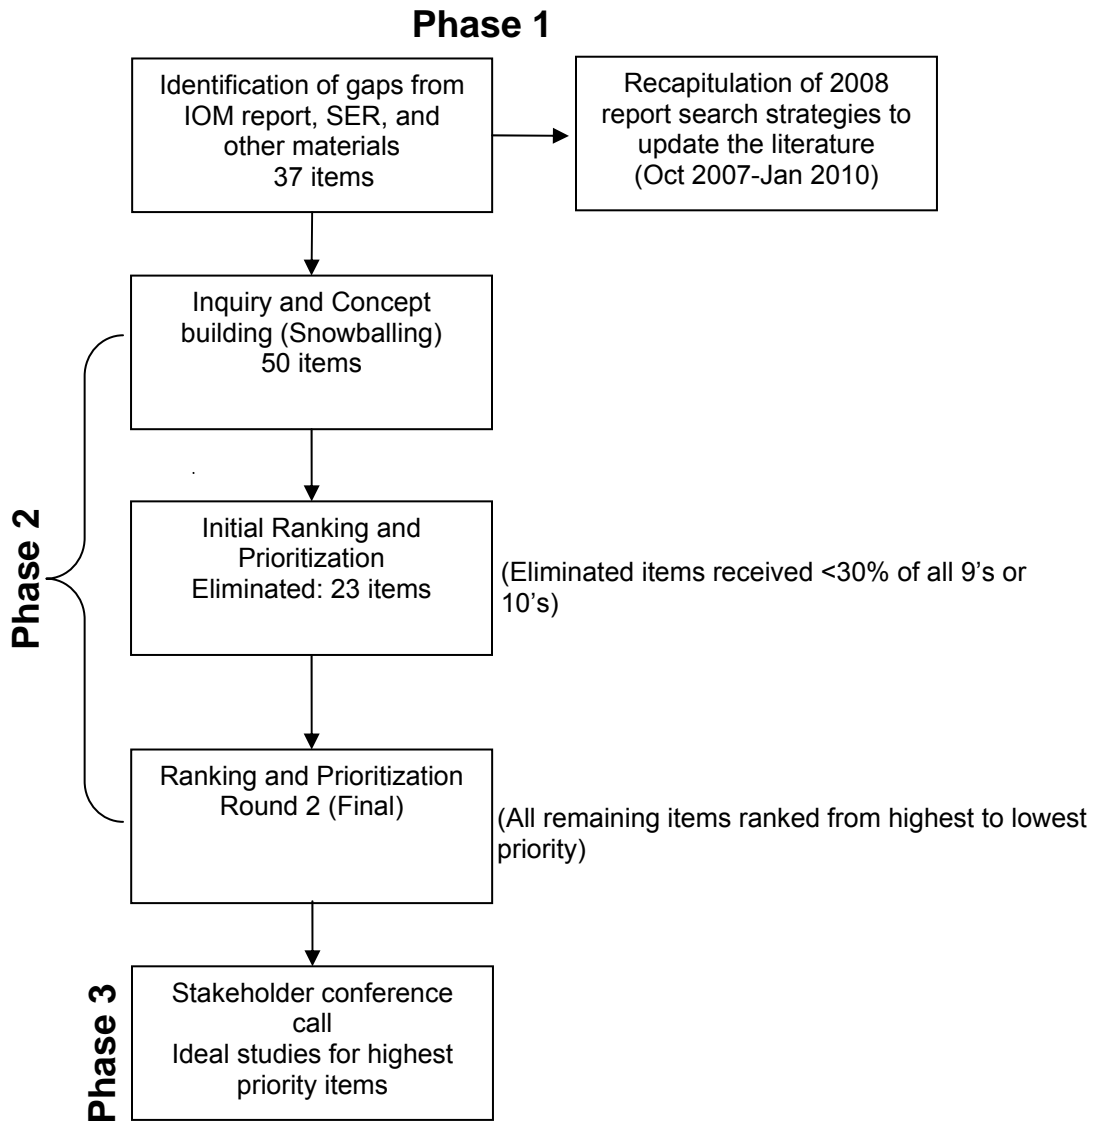 Phase 1
Identification of gaps from
IOM report, SER, and
other materials
37 items
Recapitulation of 2008
report search strategies to
update the literature
(Oct 2007-Jan 2010)
Phase 2
Inquiry and Concept
building (Snowballing)
50 items
Initial Ranking and
Prioritization
Eliminated: 23 items
(Eliminated items received <30% of all 9’s or
10’s)
Ranking and Prioritization
Round 2 (Final)
(All remaining items ranked from highest to lowest
priority)
Phase 3
Stakeholder conference
call
Ideal studies for highest
priority items